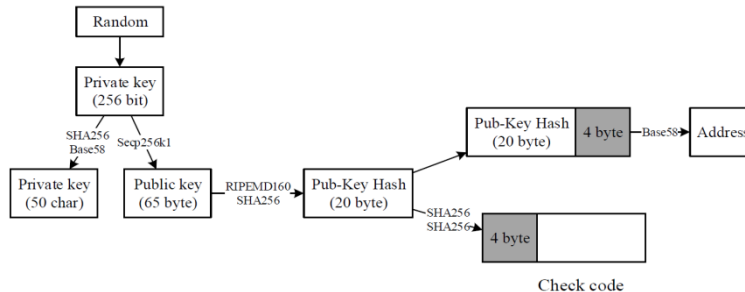 Random
Private key
(256 bit)
SHA256
Base58
Secp256k1
Private key
(50 char)
Public key
(65 byte)
RIPEMD160
SHA256
Pub-Key Hash
(20 byte)
Pub-Key Hash
(20 byte)
4 byte
Base58
Address
SHA256
SHA256
4 byte
Check code